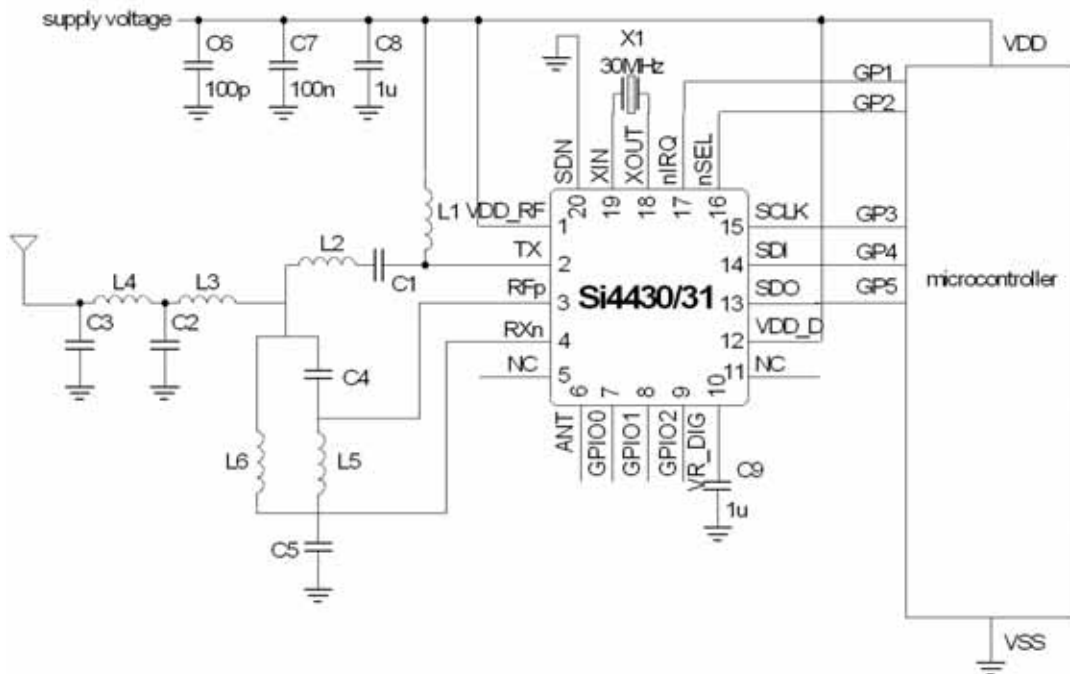 supply voltage
C6
100p
C7
100n
C8
1u
X1
30MHz
VDD
GP1
GP2
SDN
XIN
XOUT
nIRQ
nSEL
20
19
18
17
16
L1
VDD_RF
1
15
SCLK
GP3
L2
C1
TX
2
14
SDI
GP4
L4
L3
RFp
3
Si4430/31
13
SDO
GP5
microcontroller
C3
C2
RXn
4
12
VDD_D
NC
5
11
NC
C4
6
7
8
9
10
ANT
GPIO0
GPIO1
GPIO2
VR_DIG
C9
1u
L6
L5
C5
VSS